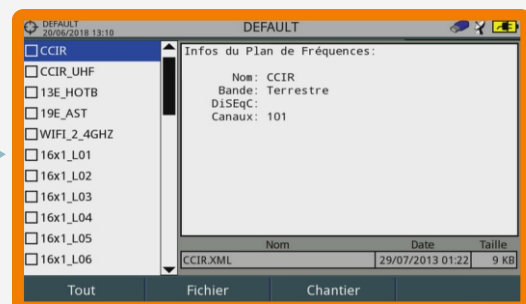 DEFAULT
20/06/2018 13:10
DEFAULT
CCIR
CCIR_UHF
13E_HOTB
19E_AST
WIFI_2_4GHZ
16x1_L01
16x1_L02
16x1_L03
16x1_L04
16x1_L05
16x1_L06
Infos du Plan de Fréquences:
Nom: CCIR
Bande: Terrestre
DiSEqC:
Canaux: 101
Nom Date Taille
CCIR.XML 29/07/2013 01:22 9 KB
Tout Fichier Chantier